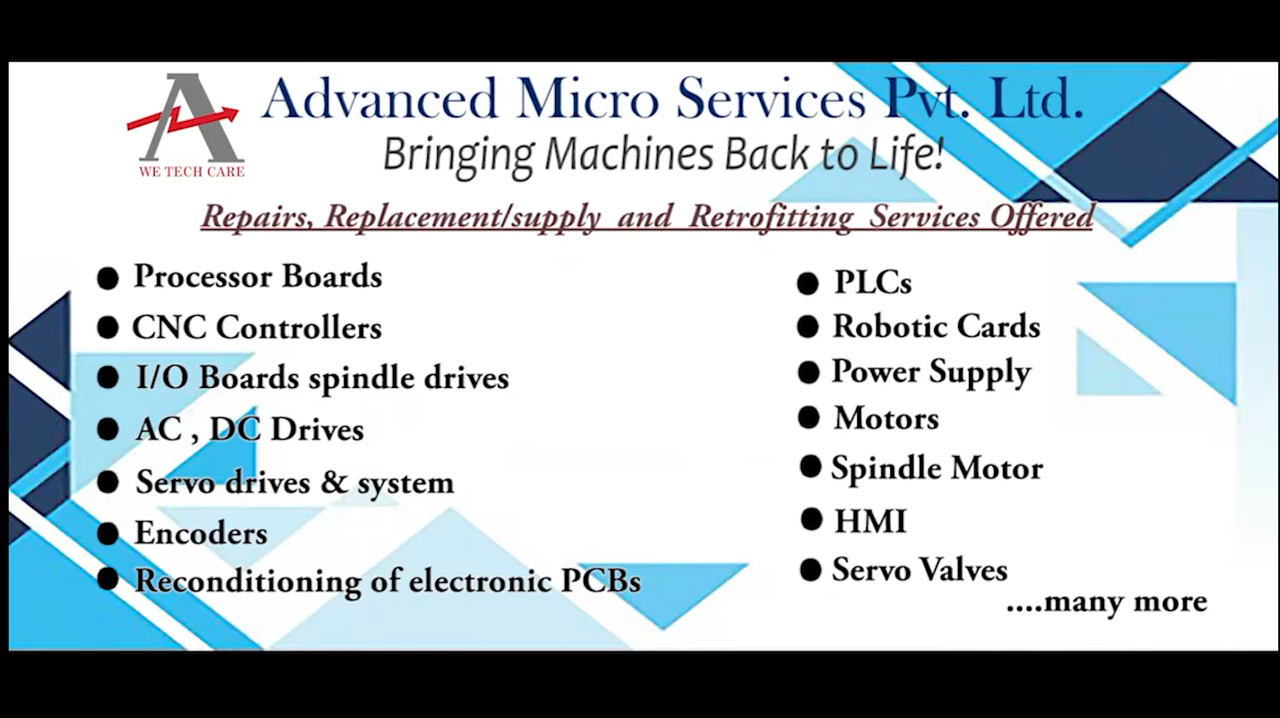 Advanced Micro Services Pvt. Ltd.
WE TECH CARE
Bringing Machines Back to Life!
Repairs, Replacement/supply and Retrofitting Services Offered
● Processor Boards
● CNC Controllers
● I/O Boards spindle drives
● AC , DC Drives
● Servo drives & system
● Encoders
● Reconditioning of electronic PCBs
● PLCs
● Robotic Cards
● Power Supply
● Motors
● Spindle Motor
● HMI
● Servo Valves
....many more